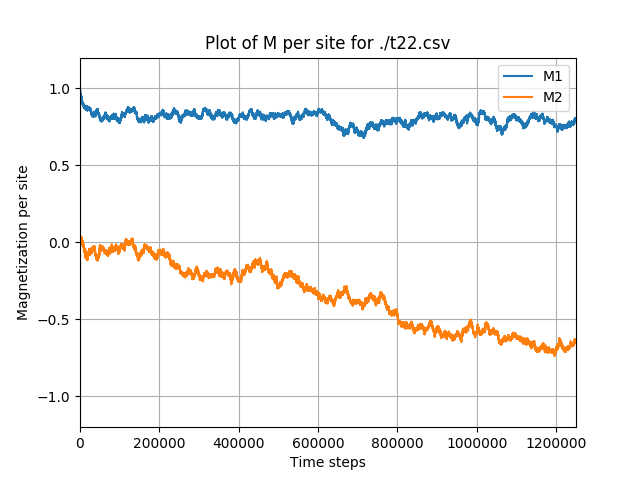 Plot of M per site for ./t22.csv
M1
M2
Magnetization per site
1.0
0.5
0.0
−0.5
−1.0
0 200000 400000 600000 800000 1000000 1200000
Time steps